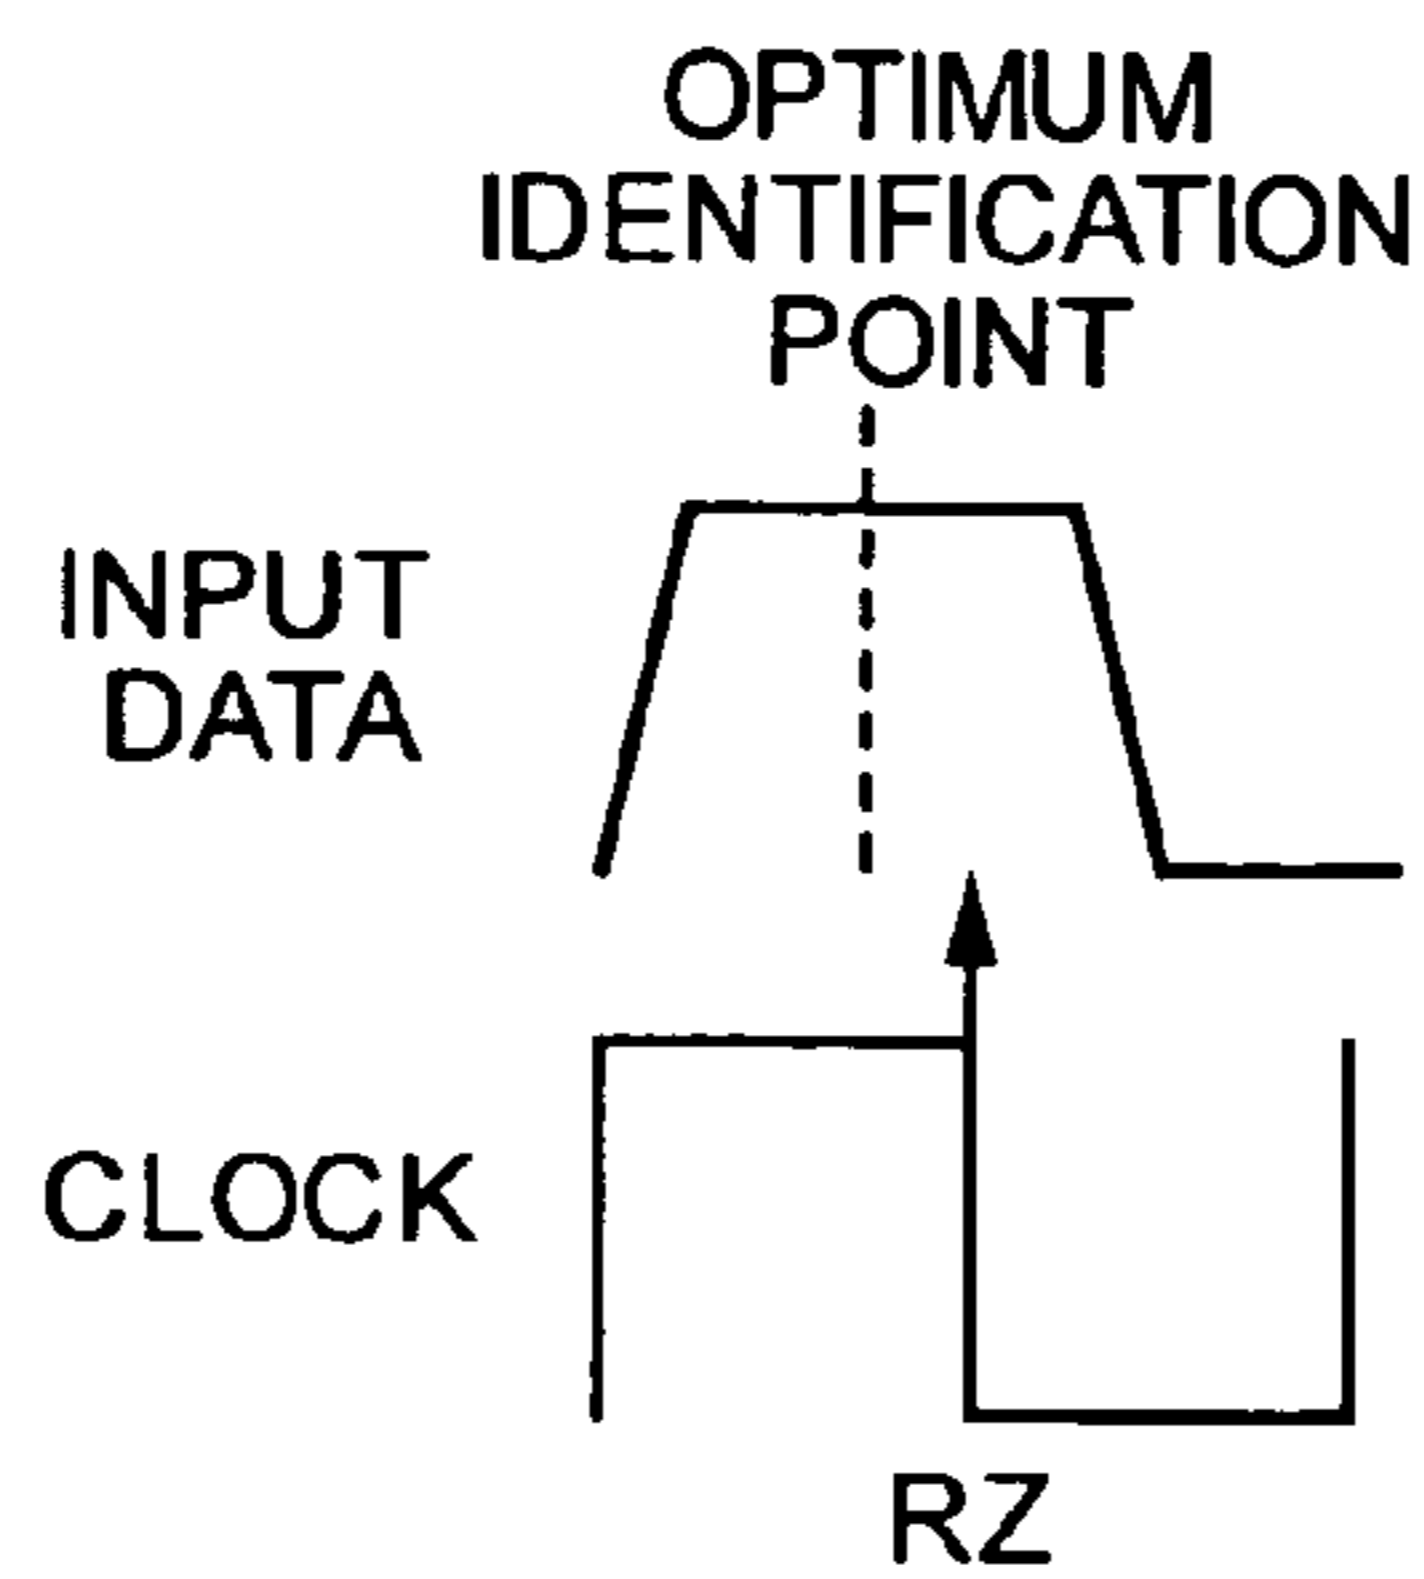 OPTIMUM
IDENTIFICATION
POINT
INPUT
DATA
CLOCK
RZ